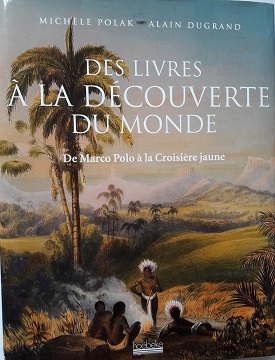 MICHÈLE POLAK - ALAIN DUGRAND
DES LIVRES
À LA DÉCOUVERTE
DU MONDE
De Marco Polo à la Croisière jaune
hoëbeke